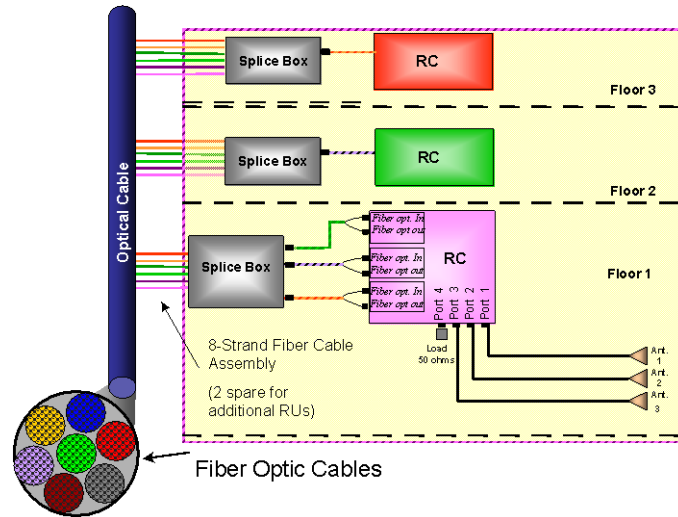 Splice Box
RC
Floor 3
Splice Box
RC
Floor 2
Optical Cable
Splice Box
Fiber opt. In
Fiber opt out
Fiber opt. In
Fiber opt out
Fiber opt. In
Fiber opt out
RC
Port 4
Port 3
Port 2
Port 1
Floor 1
Load
50 ohms
Ant.
1
Ant.
2
Ant.
3
8-Strand Fiber Cable
Assembly
(2 spare for
additional RUs)
Fiber Optic Cables